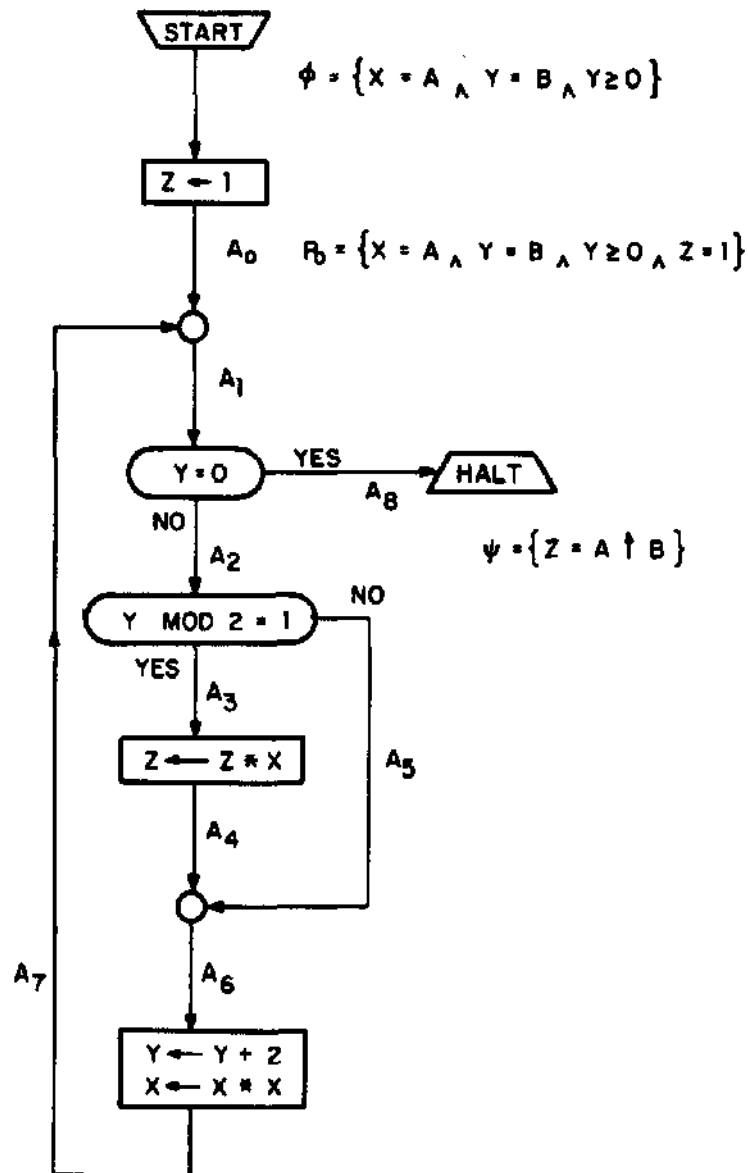 START
ϕ = {X = A ∧ Y = B ∧ Y ≥ 0}
Z ← 1
A0 P0 = {X = A ∧ Y = B ∧ Y ≥ 0 ∧ Z = 1}
A1
Y = 0
YES
A8
HALT
NO
A2
ψ = {Z = A ↑ B}
Y MOD 2 = 1
NO
YES
A3
Z ← Z * X
A5
A4
A7
A6
Y ← Y + 2
X ← X * X